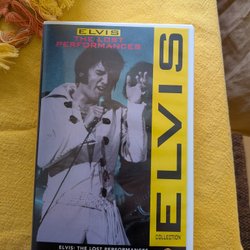 ELVIS
THE LOST
PERFORMANCES
ELVIS
COLLECTION
ELVIS: THE LOST PERFORMANCES